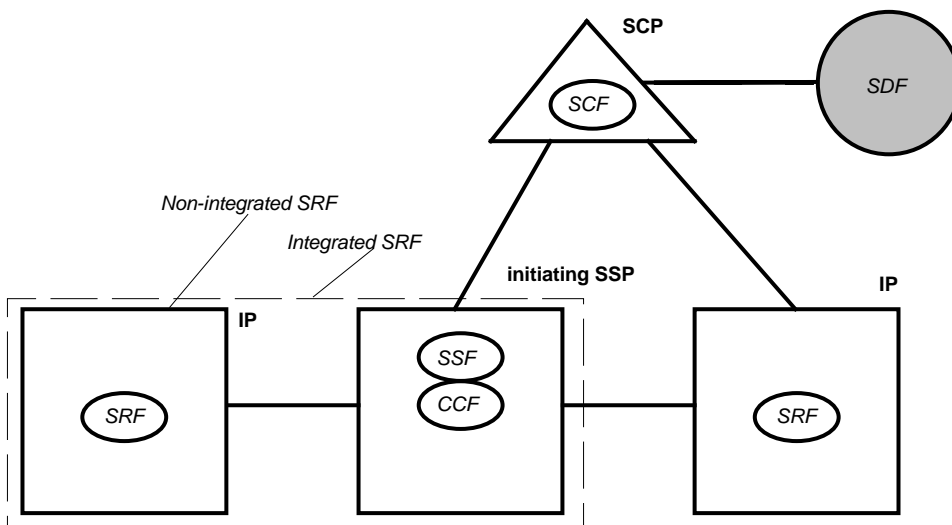 SCP
SCF
SDF
Non-integrated SRF
Integrated SRF
initiating SSP
IP
IP
SSF
SRF
CCF
SRF